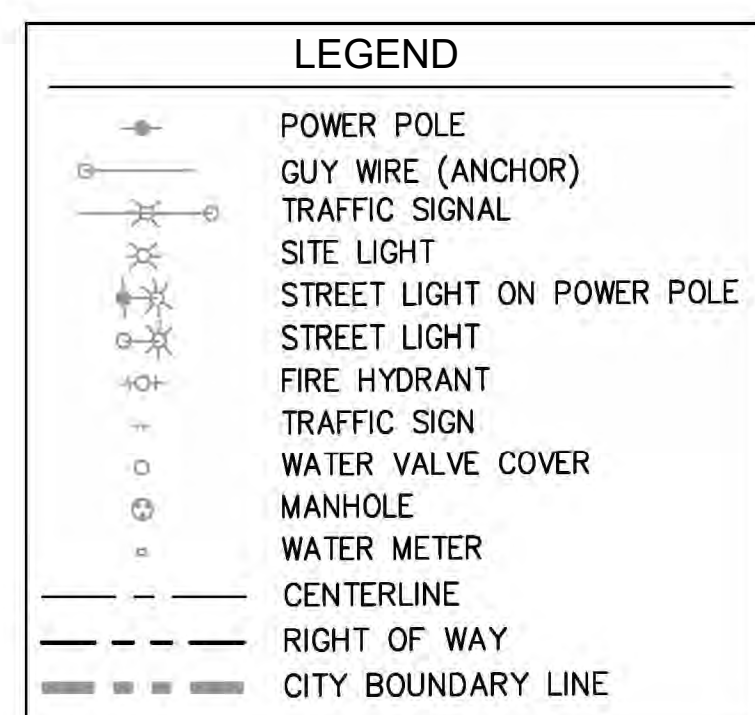 LEGEND
POWER POLE
GUY WIRE (ANCHOR)
TRAFFIC SIGNAL
SITE LIGHT
STREET LIGHT ON POWER POLE
STREET LIGHT
FIRE HYDRANT
TRAFFIC SIGN
WATER VALVE COVER
MANHOLE
WATER METER
CENTERLINE
RIGHT OF WAY
CITY BOUNDARY LINE